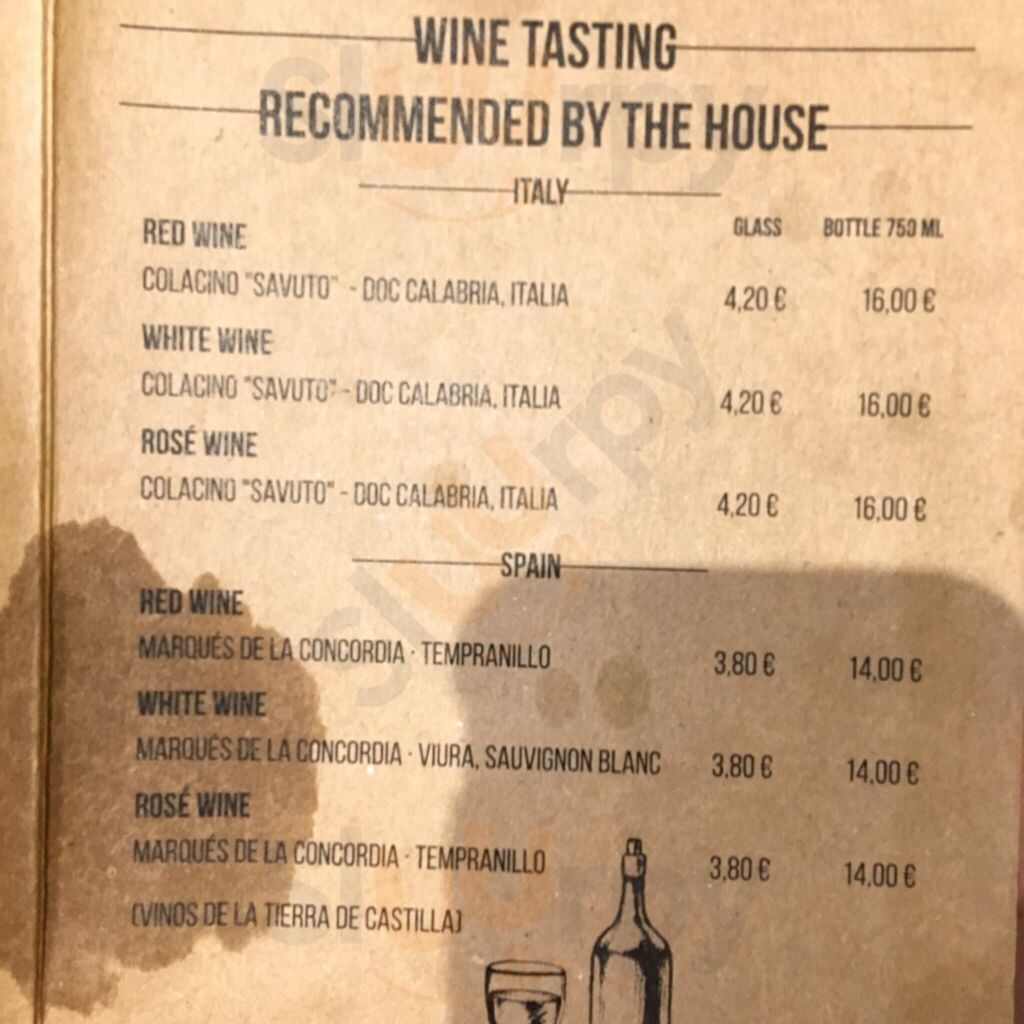 WINE TASTING
RECOMMENDED BY THE HOUSE
ITALY
GLASS BOTTLE 750 ML
RED WINE
COLACINO "SAVUTO" - DOC CALABRIA, ITALIA 4,20 € 16,00 €
WHITE WINE
COLACINO "SAVUTO" - DOC CALABRIA, ITALIA 4,20 € 16,00 €
ROSÉ WINE
COLACINO "SAVUTO" - DOC CALABRIA, ITALIA 4,20 € 16,00 €
SPAIN
RED WINE
MARQUÉS DE LA CONCORDIA · TEMPRANILLO 3,80 € 14,00 €
WHITE WINE
MARQUÉS DE LA CONCORDIA · VIURA, SAUVIGNON BLANC 3,80 € 14,00 €
ROSÉ WINE
MARQUÉS DE LA CONCORDIA · TEMPRANILLO 3,80 € 14,00 €
(VINOS DE LA TIERRA DE CASTILLA)
slurpy
slurpy
slurpy